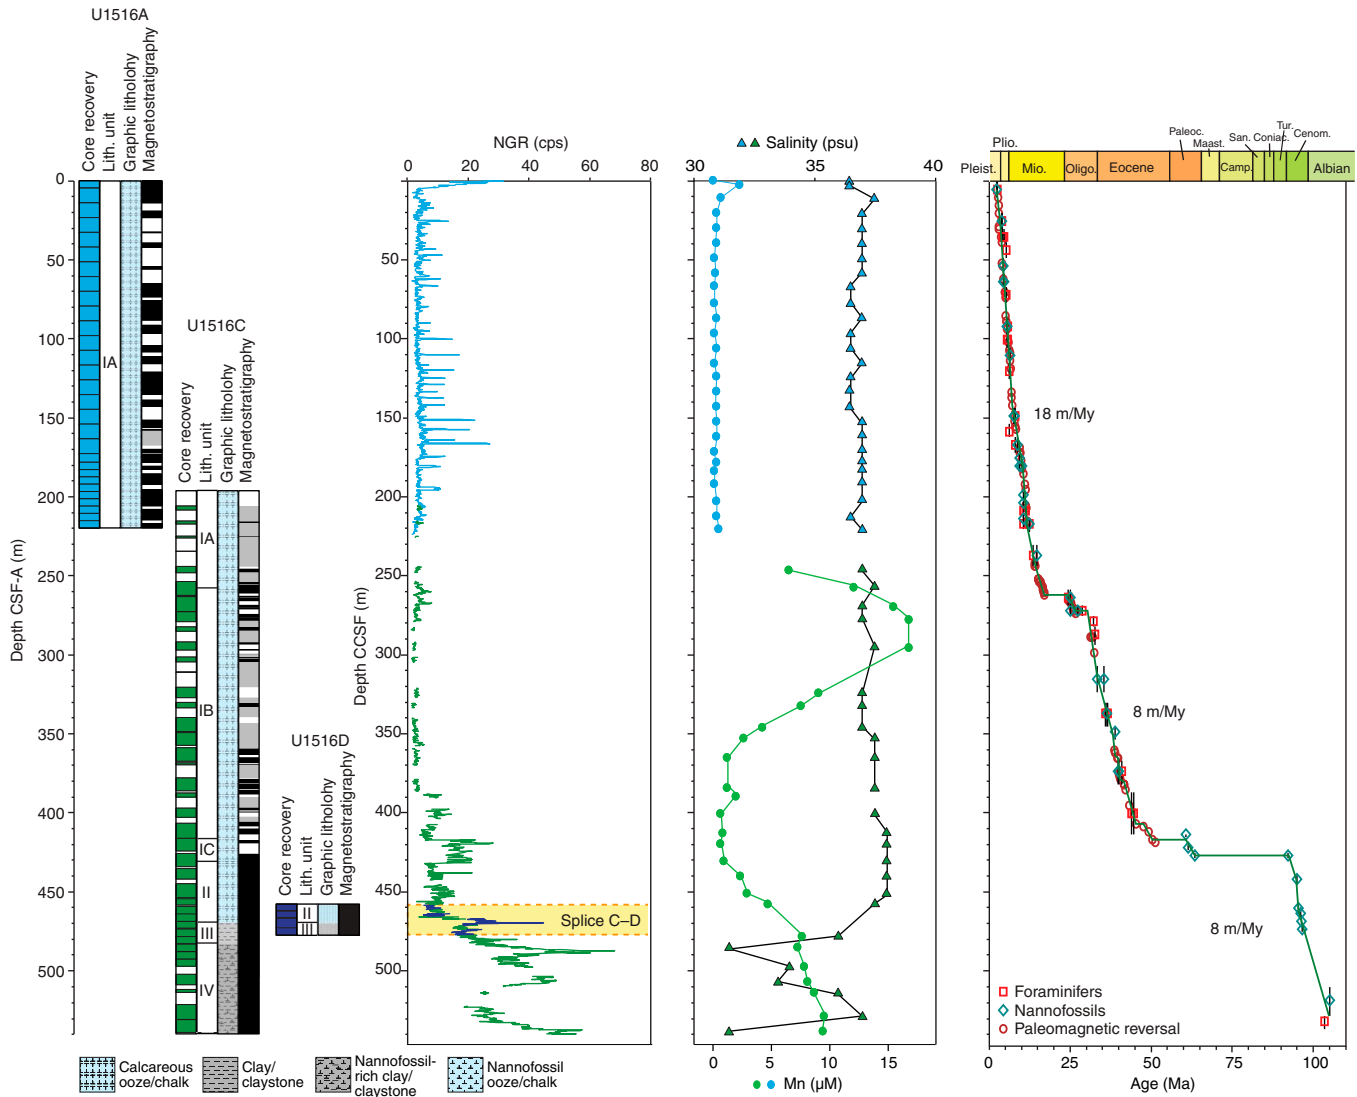 U1516A
Core recovery
Lith. unit
Graphic litholohy
Magnetostratigraphy
IA
0
50
100
150
200
250
300
350
400
450
500
Depth CSF-A (m)
U1516C
Core recovery
Lith. unit
Graphic litholohy
Magnetostratigraphy
IA
IB
IC
II
III
IV
U1516D
Core recovery
Lith. unit
Graphic litholohy
Magnetostratigraphy
II
III
NGR (cps)
0 20 40 60 80
0
50
100
150
200
250
300
350
400
450
500
Depth CCSF (m)
Splice C–D
Salinity (psu)
30 35 40
0 5 10 15
Mn (µM)
Plio.
Pleist.
Mio.
Oligo.
Eocene
Paleoc.
Maast.
Camp.
San.
Coniac.
Tur.
Cenom.
Albian
18 m/My
8 m/My
8 m/My
Foraminifers
Nannofossils
Paleomagnetic reversal
0 25 50 75 100
Age (Ma)
Calcareous
ooze/chalk
Clay/
claystone
Nannofossil-
rich clay/
claystone
Nannofossil
ooze/chalk